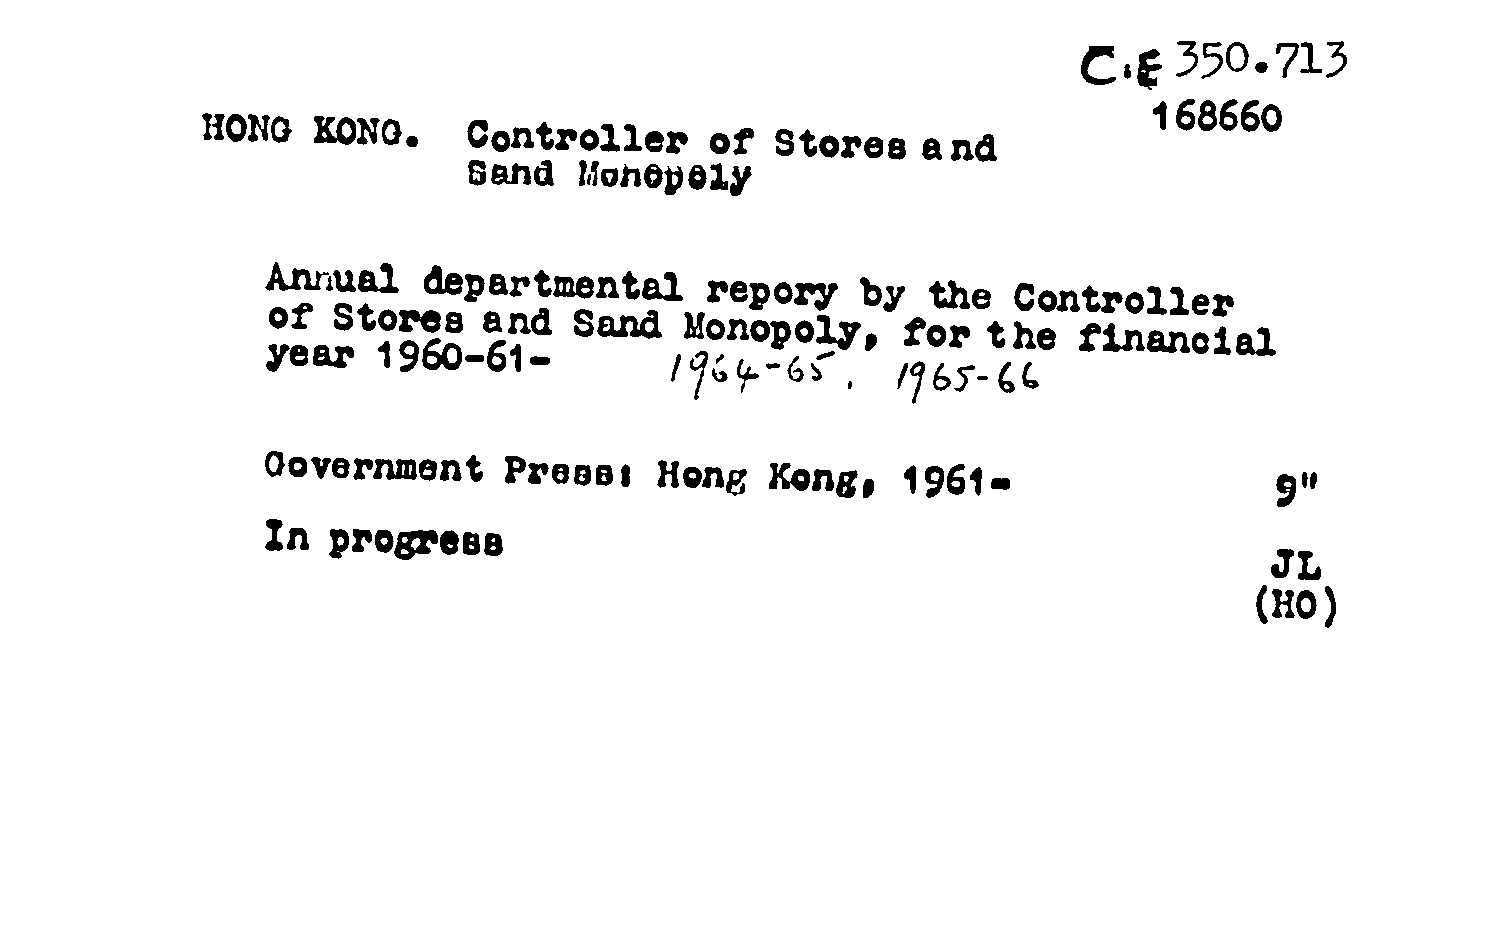 C.E 350.713
168660
HONG KONG. Controller of Stores and
Sand Monopoly
Annual departmental repory by the Controller
of Stores and Sand Monopoly, for the financial
year 1960-61- 1964-65. 1965-66
Government Press: Hong Kong, 1961- 9"
In progress
JL
(HO)